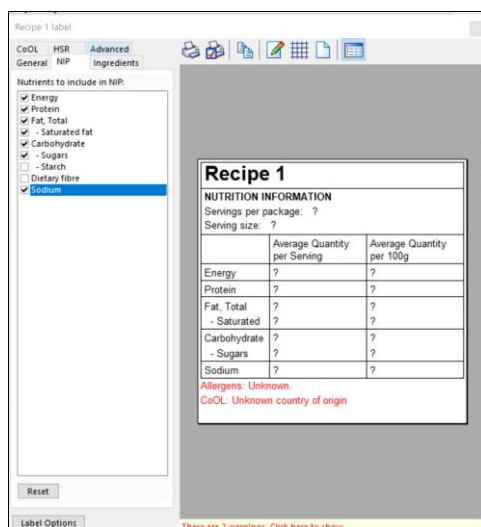 Recipe 1 label
CoOL HSR Advanced
General NIP Ingredients
Nutrients to include in NIP:
Energy
Protein
Fat, Total
- Saturated fat
Carbohydrate
- Sugars
- Starch
Dietary fibre
Sodium
Reset
Label Options
Recipe 1
NUTRITION INFORMATION
Servings per package: ?
Serving size: ?
Average Quantity per Serving Average Quantity per 100g
Energy ? ?
Protein ? ?
Fat, Total ? ?
- Saturated ? ?
Carbohydrate ? ?
- Sugars ? ?
Sodium ? ?
Allergens: Unknown.
CoOL: Unknown country of origin
There are 2 warnings. Click here to show